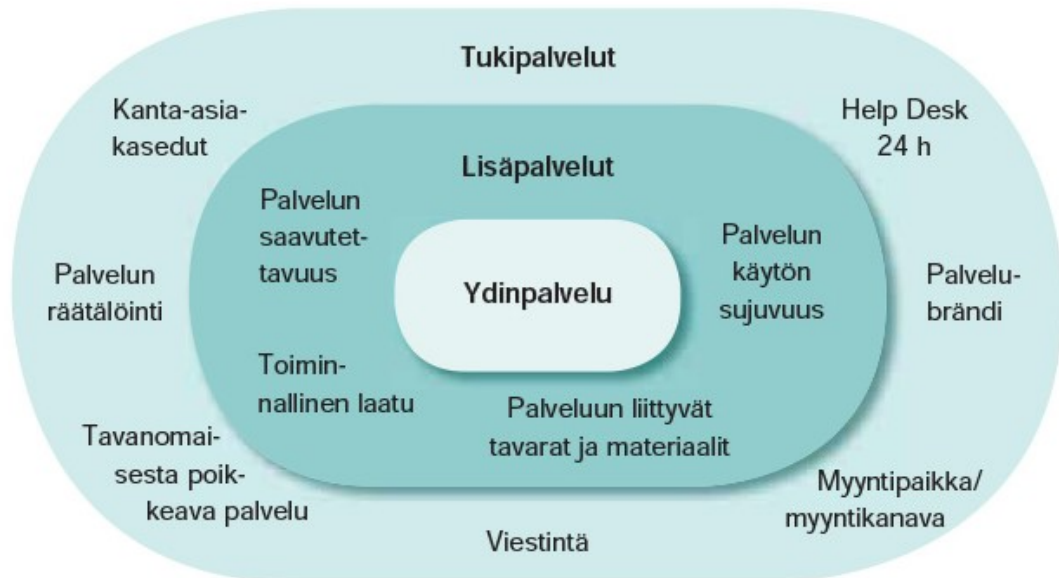 Tukipalvelut
Kanta-asia-
kasedut
Help Desk
24 h
Lisäpalvelut
Palvelun
saavutet-
tavuus
Palvelun
käytön
sujuvuus
Palvelun
räätälöinti
Ydinpalvelu
Palvelu-
brändi
Toimin-
nallinen laatu
Palveluun liittyvät
tavarat ja materiaalit
Tavanomai-
sesta poik-
keava palvelu
Myyntipaikka/
myyntikanava
Viestintä